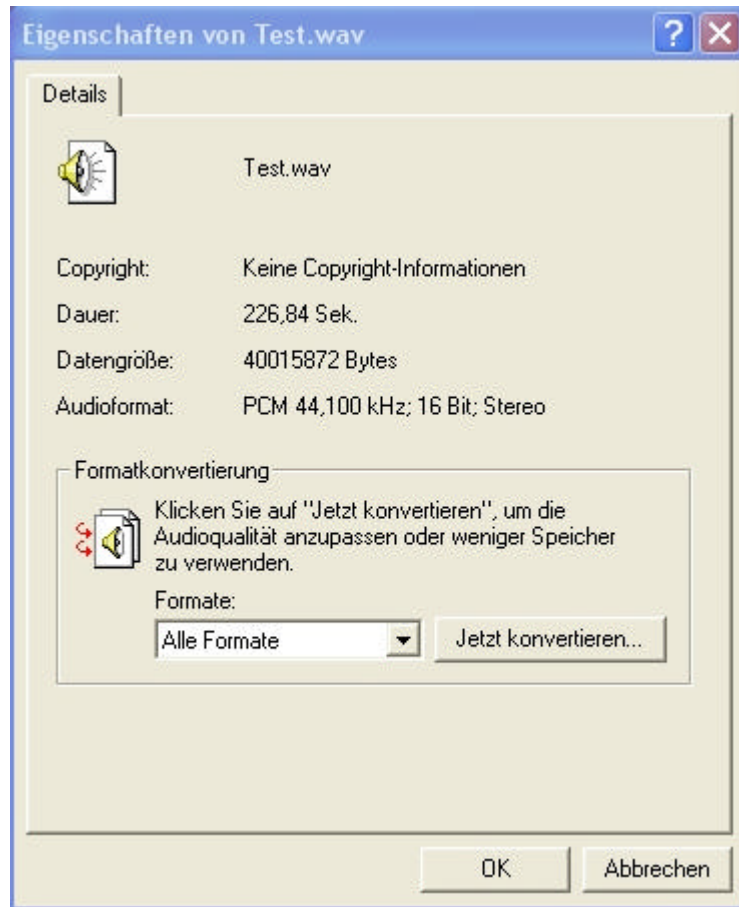 Eigenschaften von Test.wav
Details
Test.wav
Copyright: Keine Copyright-Informationen
Dauer: 226,84 Sek.
Datengröße: 40015872 Bytes
Audioformat: PCM 44,100 kHz; 16 Bit; Stereo
Formatkonvertierung
Klicken Sie auf "Jetzt konvertieren", um die
Audioqualität anzupassen oder weniger Speicher
zu verwenden.
Formate:
Alle Formate Jetzt konvertieren...
OK Abbrechen